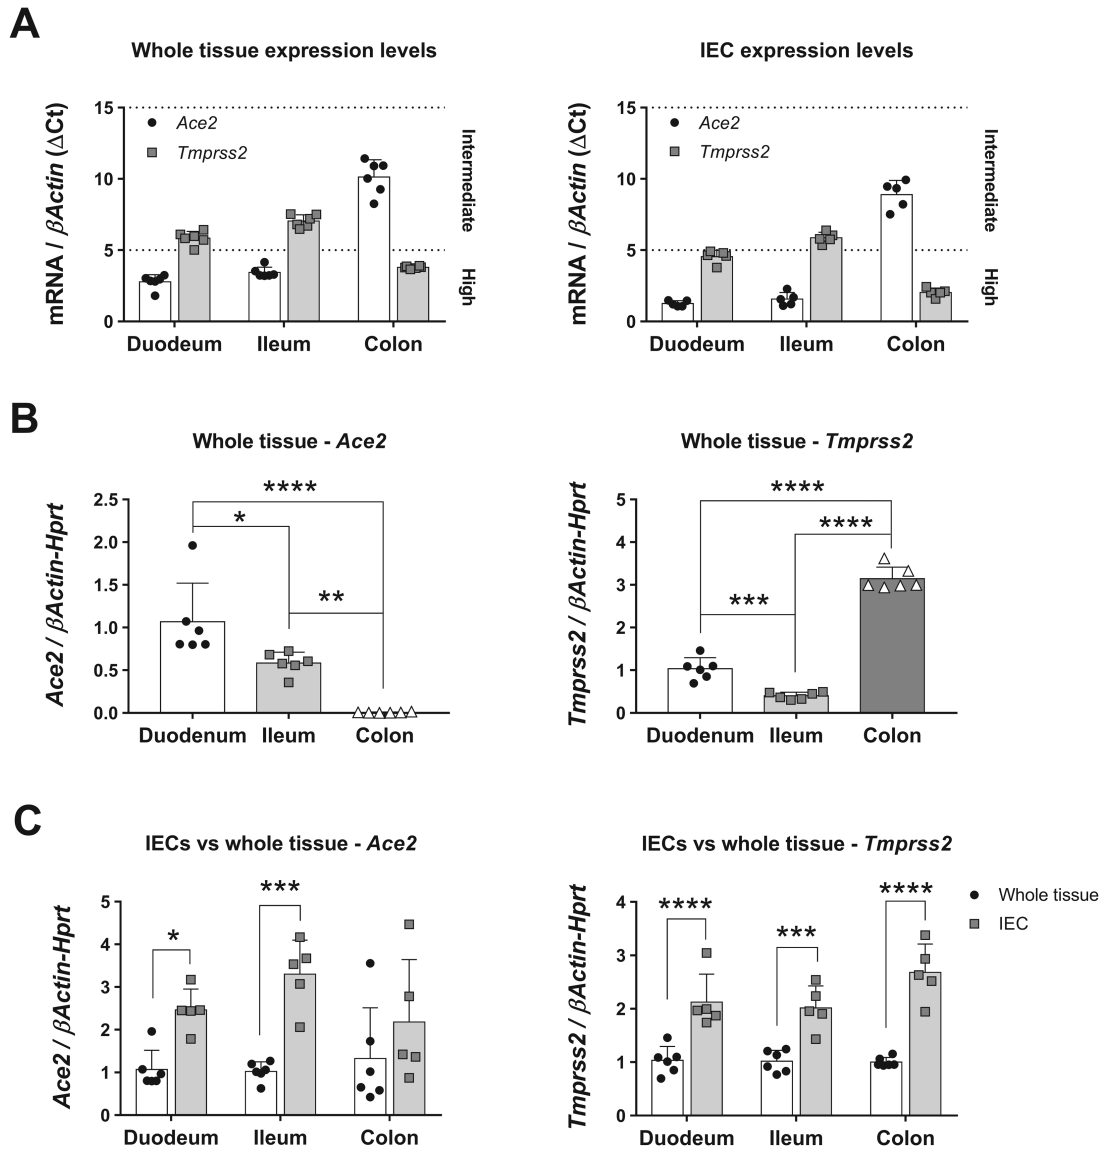 A
Whole tissue expression levels
mRNA / βActin (ΔCt)
15
10
5
0
Ace2
Tmprss2
Intermediate
High
Duodeum Ileum Colon
IEC expression levels
mRNA / βActin (ΔCt)
15
10
5
0
Ace2
Tmprss2
Intermediate
High
Duodeum Ileum Colon
B
Whole tissue - Ace2
Ace2 / βActin-Hprt
2.5
2.0
1.5
1.0
0.5
0.0
****
*
**
Duodenum Ileum Colon
Whole tissue - Tmprss2
Tmprss2 / βActin-Hprt
5
4
3
2
1
0
****
****
***
Duodenum Ileum Colon
C
IECs vs whole tissue - Ace2
Ace2 / βActin-Hprt
5
4
3
2
1
0
*
***
Duodeum Ileum Colon
IECs vs whole tissue - Tmprss2
Tmprss2 / βActin-Hprt
4
3
2
1
0
****
***
****
Duodeum Ileum Colon
Whole tissue
IEC